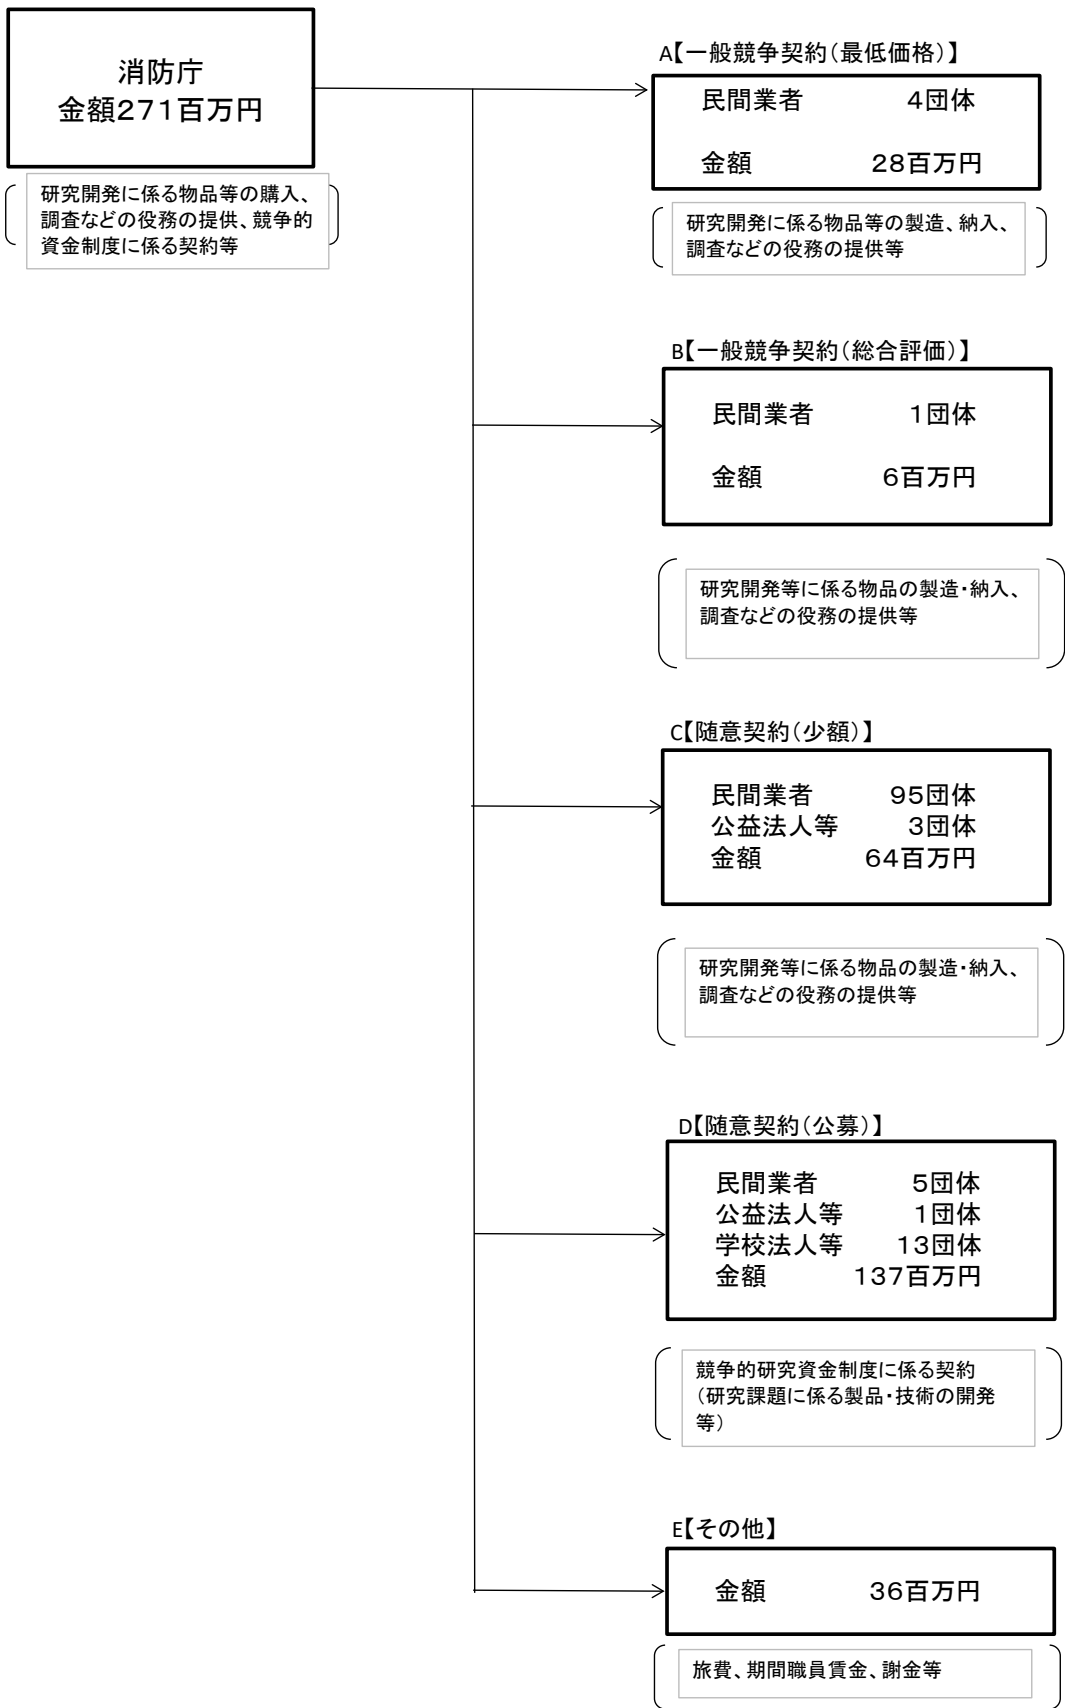 消防庁
金額271百万円
研究開発に係る物品等の購入、
調査などの役務の提供、競争的
資金制度に係る契約等
A【一般競争契約(最低価格)】
民間業者 4団体
金額 28百万円
研究開発に係る物品等の製造、納入、
調査などの役務の提供等
B【一般競争契約(総合評価)】
民間業者 1団体
金額 6百万円
研究開発等に係る物品の製造・納入、
調査などの役務の提供等
C【随意契約(少額)】
民間業者 95団体
公益法人等 3団体
金額 64百万円
研究開発等に係る物品の製造・納入、
調査などの役務の提供等
D【随意契約(公募)】
民間業者 5団体
公益法人等 1団体
学校法人等 13団体
金額 137百万円
競争的研究資金制度に係る契約
(研究課題に係る製品・技術の開発
等)
E【その他】
金額 36百万円
旅費、期間職員賃金、謝金等